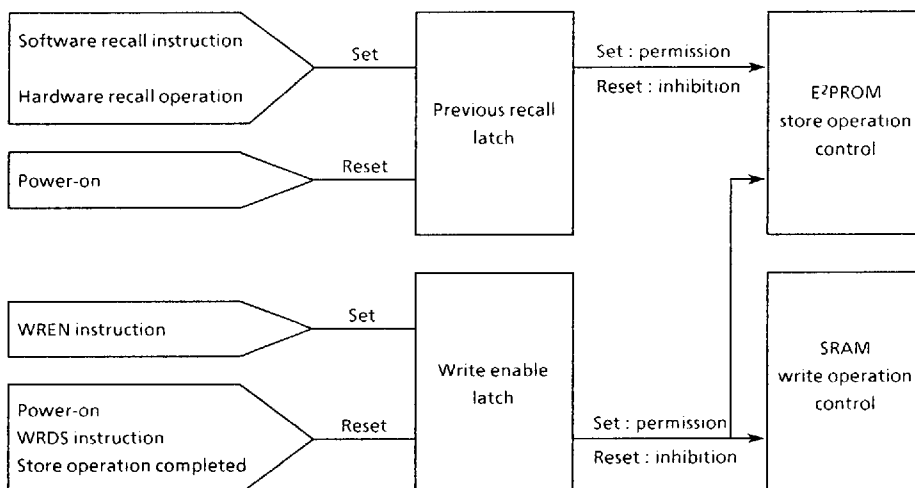 Software recall instruction
Hardware recall operation
Set
Power-on
Reset
Previous recall
latch
Set : permission
Reset : inhibition
E²PROM
store operation
control
WREN instruction
Set
Power-on
WRDS instruction
Store operation completed
Reset
Write enable
latch
Set : permission
Reset : inhibition
SRAM
write operation
control